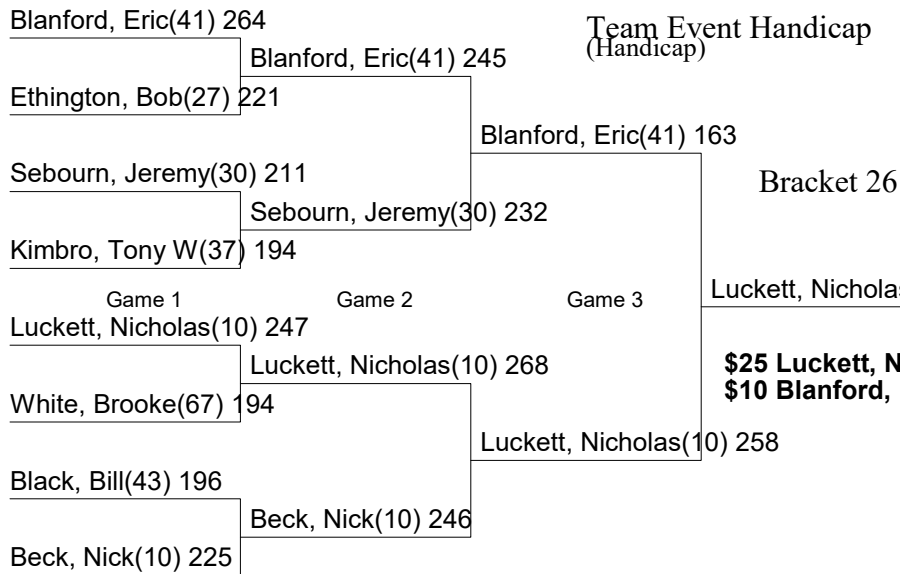 Blanford, Eric(41) 264
Team Event Handicap
(Handicap)
Blanford, Eric(41) 245
Ethington, Bob(27) 221
Blanford, Eric(41) 163
Sebourn, Jeremy(30) 211
Bracket 26
Sebourn, Jeremy(30) 232
Kimbro, Tony W(37) 194
Game 1
Game 2
Game 3
Luckett, Nicholas
Luckett, Nicholas(10) 247
Luckett, Nicholas(10) 268
$25 Luckett, N
$10 Blanford,
White, Brooke(67) 194
Luckett, Nicholas(10) 258
Black, Bill(43) 196
Beck, Nick(10) 246
Beck, Nick(10) 225